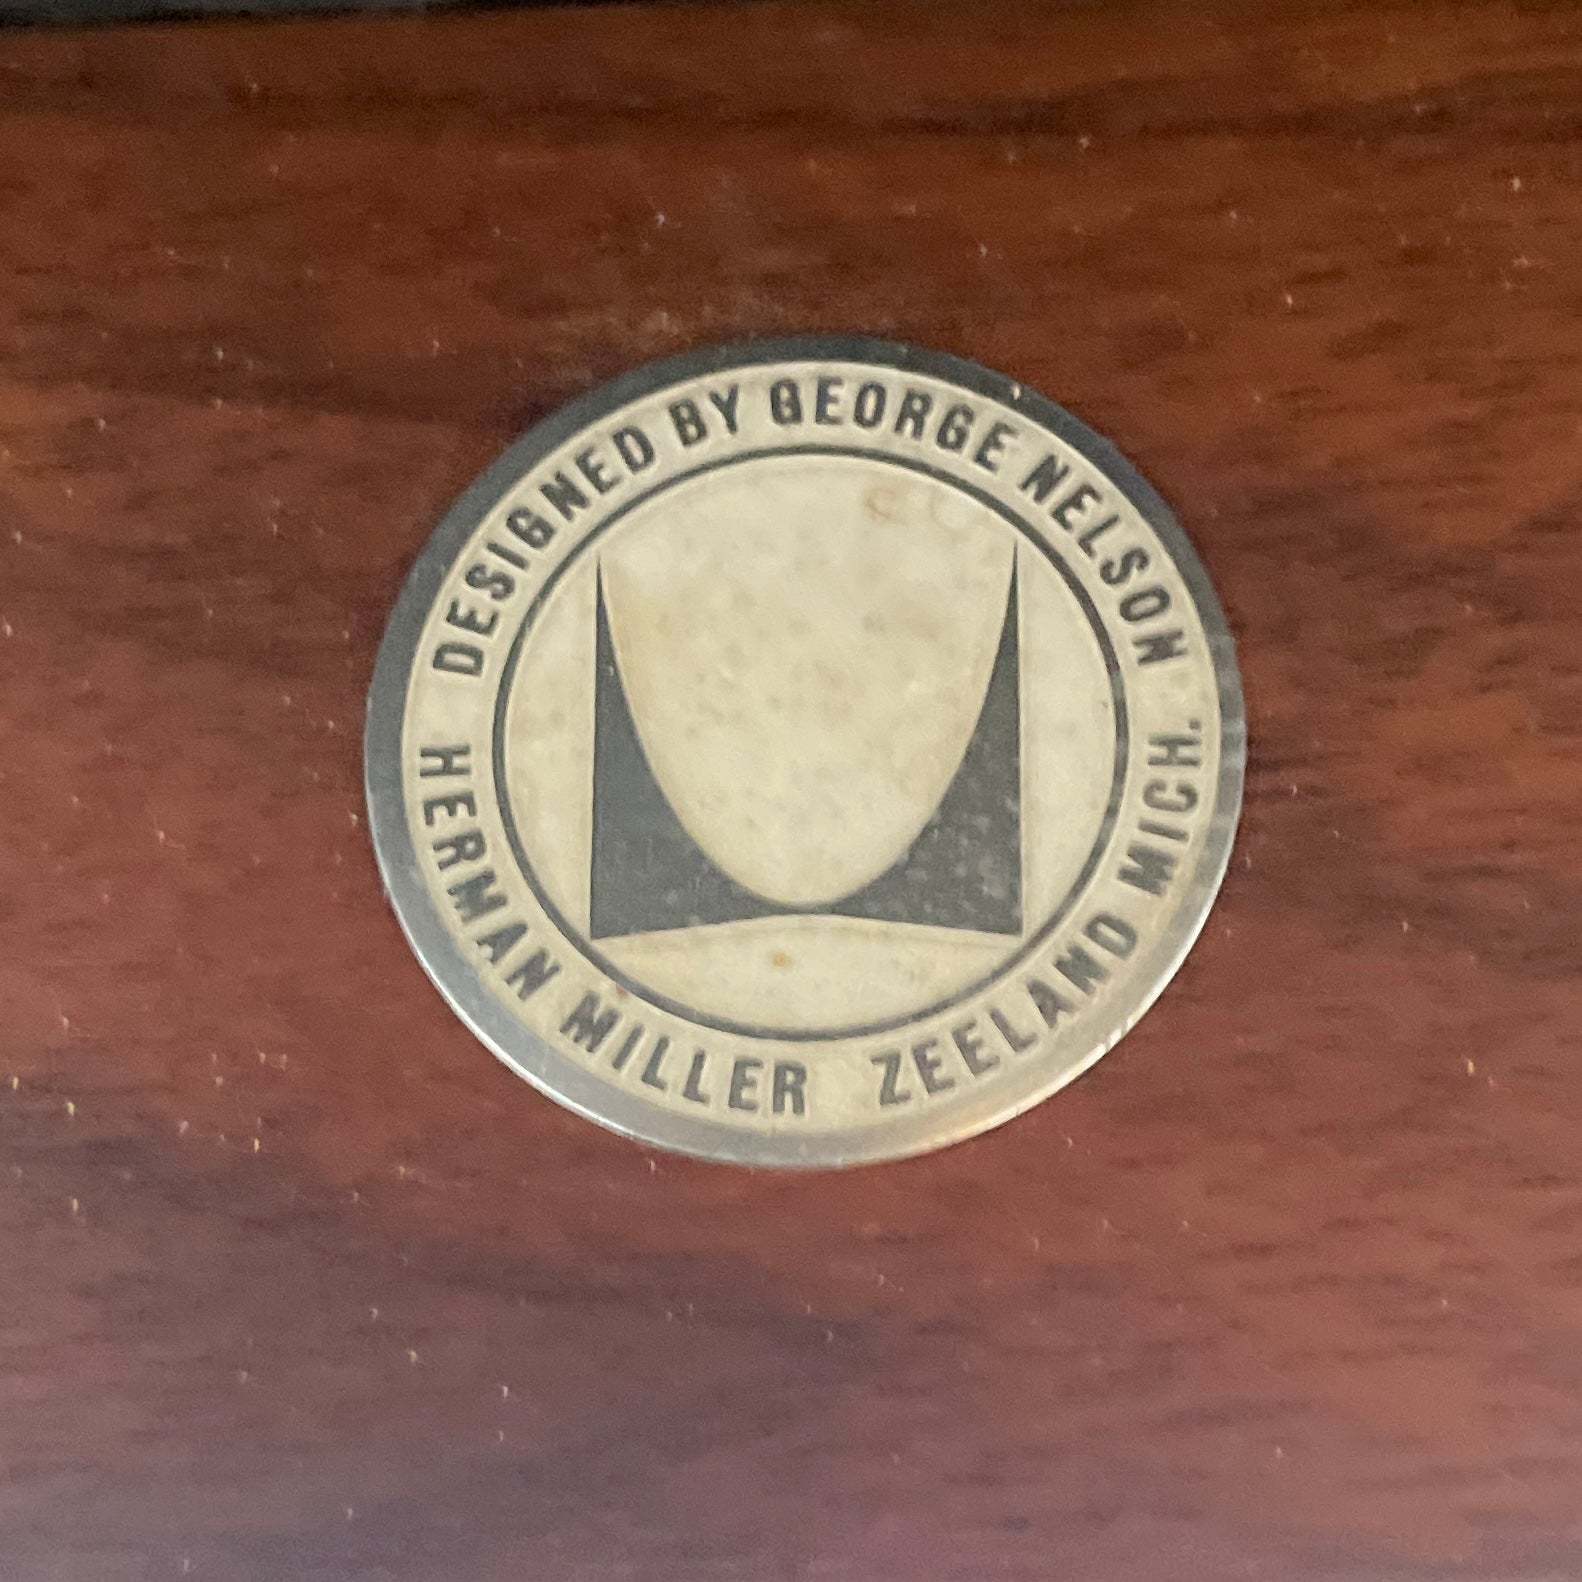 DESIGNED BY GEORGE NELSON
HERMAN MILLER ZEELAND MICH.